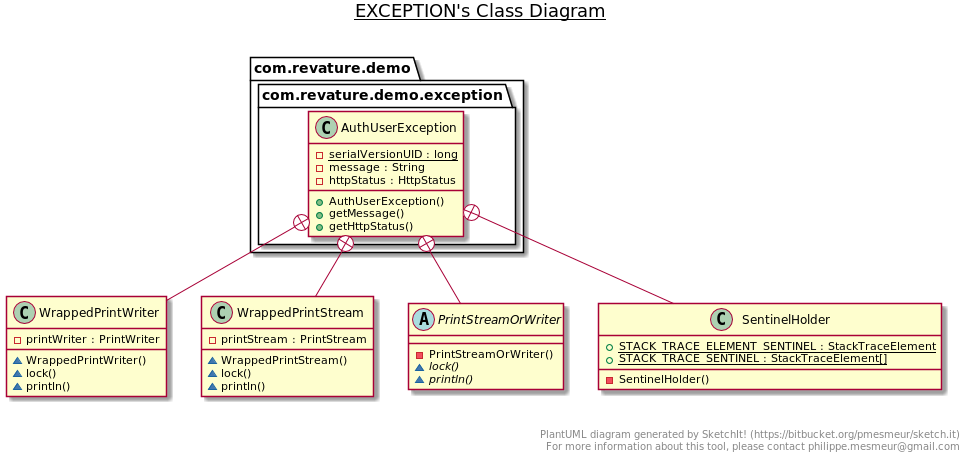 EXCEPTION's Class Diagram
com.revature.demo
com.revature.demo.exception
C AuthUserException
serialVersionUID : long
message : String
httpStatus : HttpStatus
AuthUserException()
getMessage()
getHttpStatus()
C WrappedPrintWriter
printWriter : PrintWriter
WrappedPrintWriter()
lock()
println()
C WrappedPrintStream
printStream : PrintStream
WrappedPrintStream()
lock()
println()
A PrintStreamOrWriter
PrintStreamOrWriter()
lock()
println()
C SentinelHolder
STACK_TRACE_ELEMENT_SENTINEL : StackTraceElement
STACK_TRACE_SENTINEL : StackTraceElement[]
SentinelHolder()
PlantUML diagram generated by SketchIt! (https://bitbucket.org/pmesmeur/sketch.it)
For more information about this tool, please contact philippe.mesmeur@gmail.com